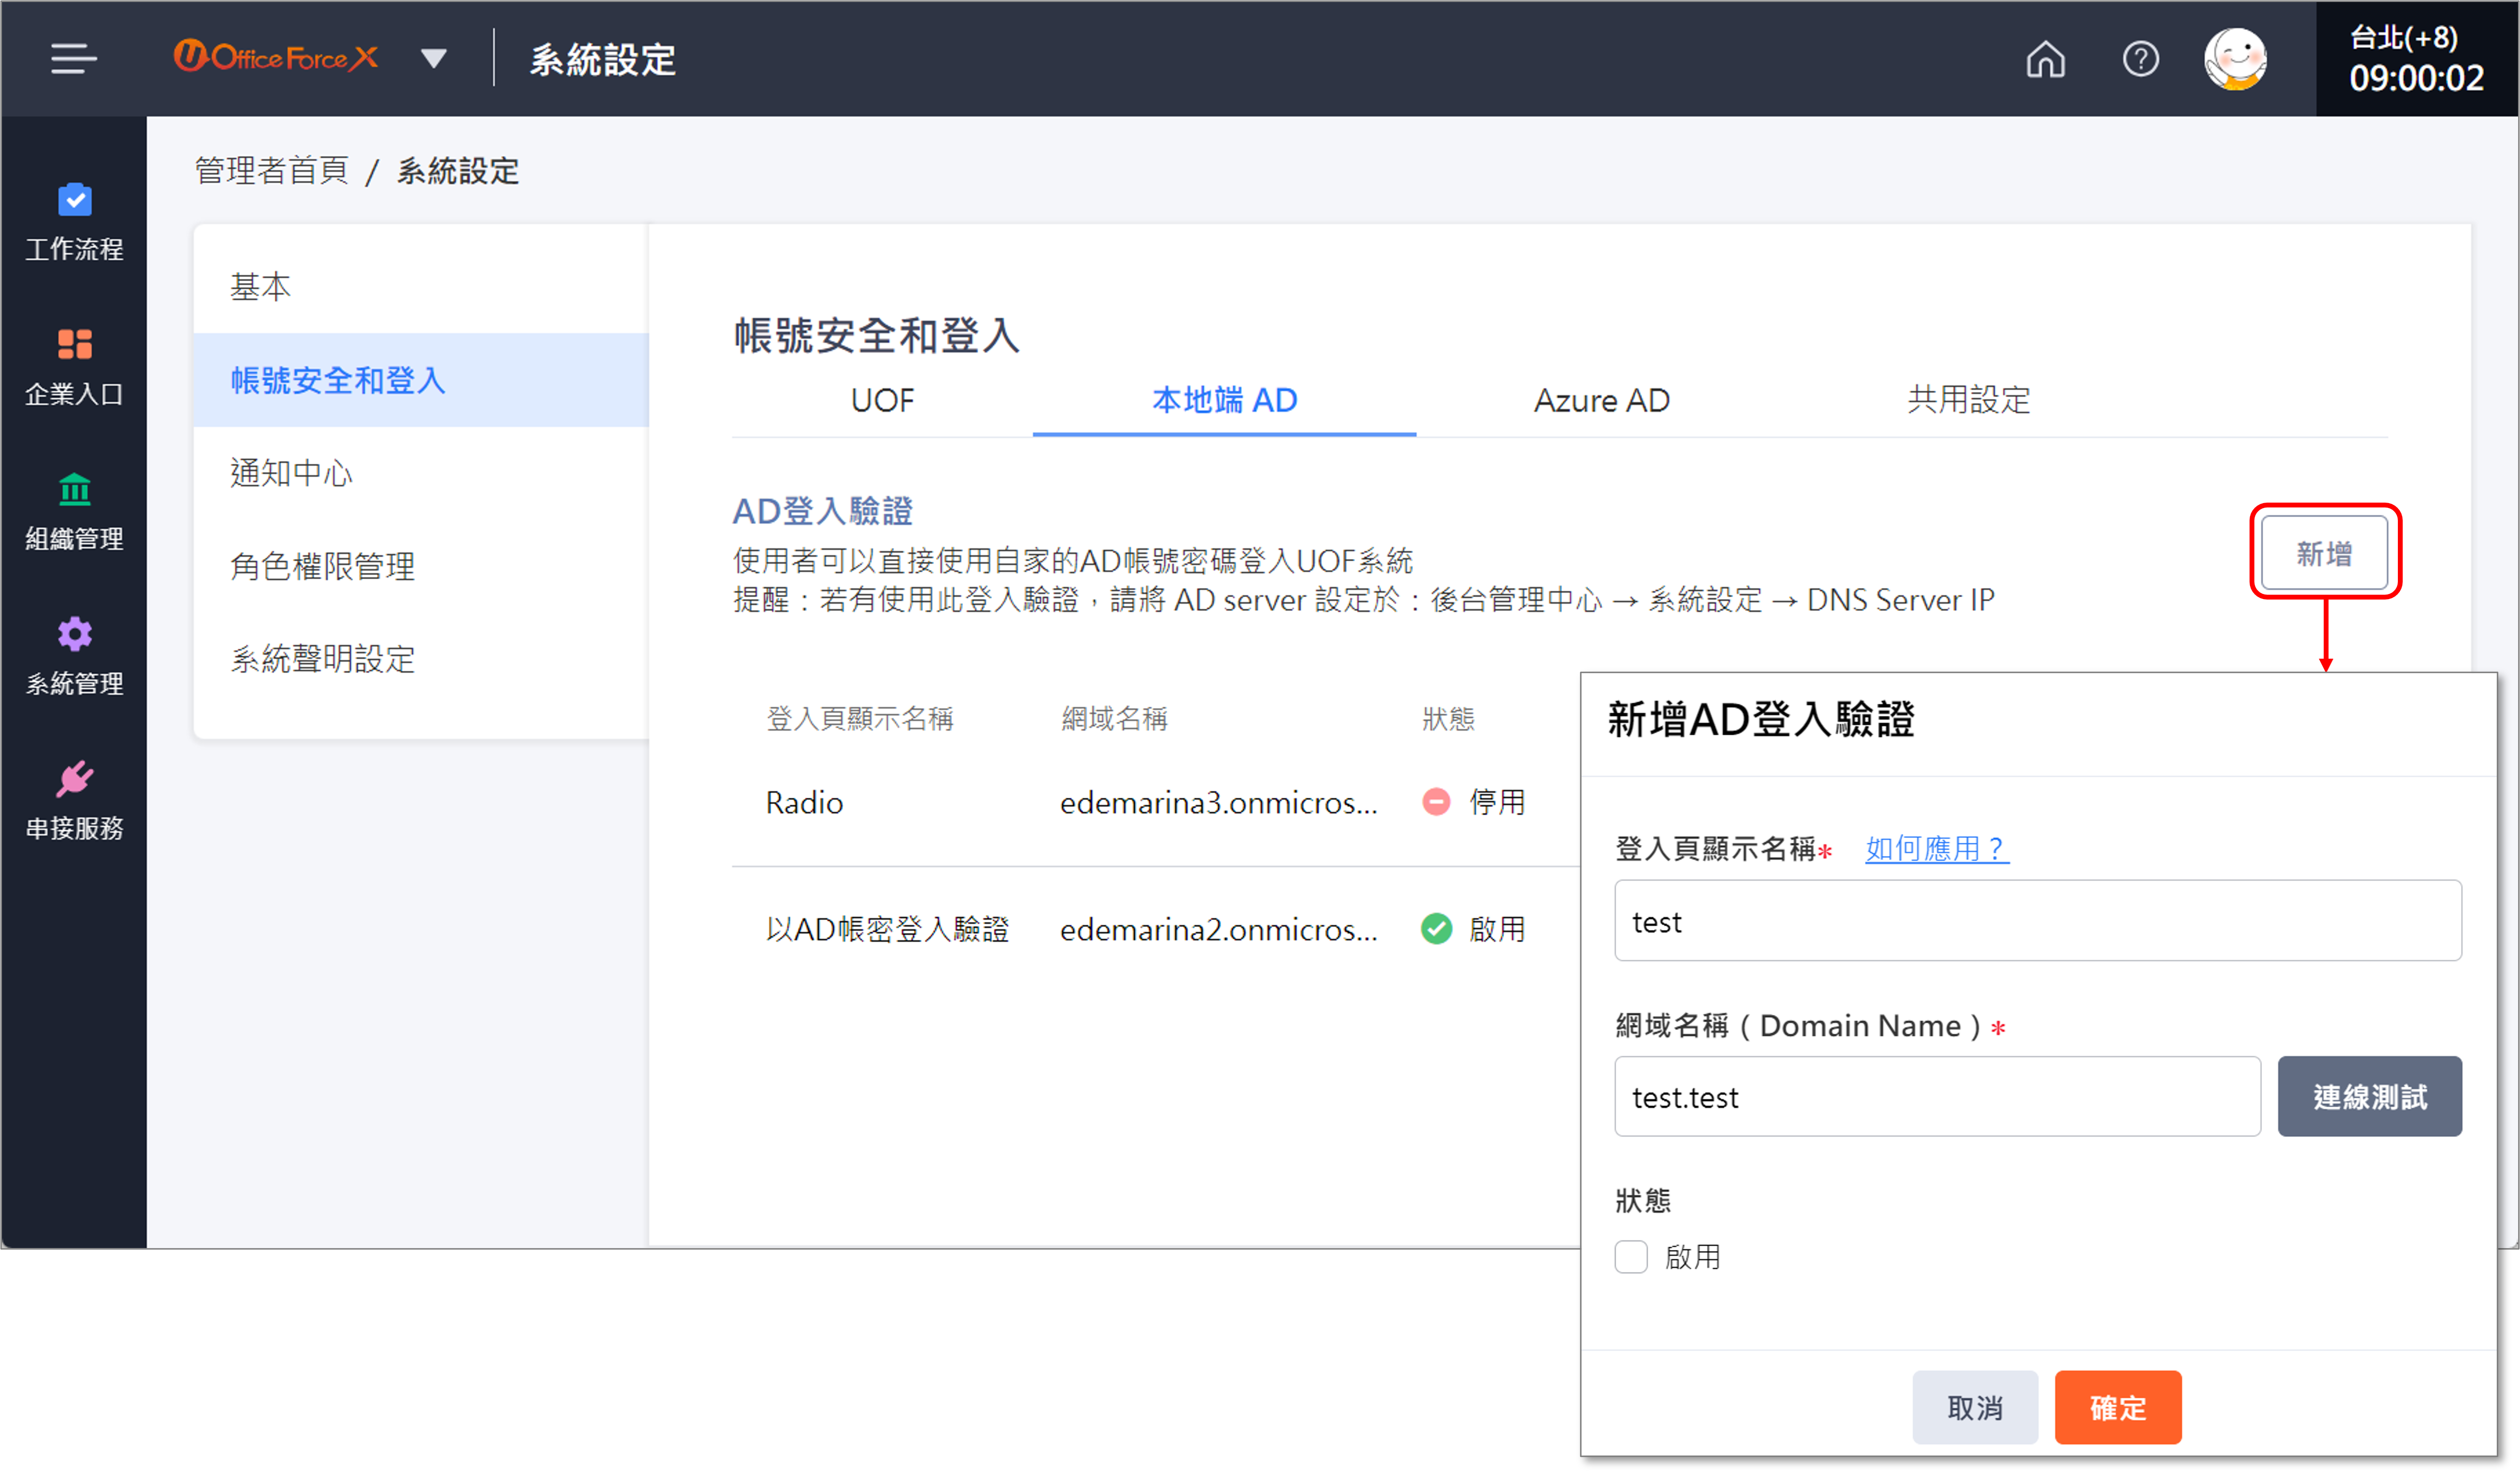 U Office Force X
系統設定
台北(+8)
09:00:02
工作流程
企業入口
組織管理
系統管理
串接服務
管理者首頁 / 系統設定
基本
帳號安全和登入
通知中心
角色權限管理
系統聲明設定
帳號安全和登入
UOF 本地端 AD Azure AD 共用設定
AD登入驗證
使用者可以直接使用自家的AD帳號密碼登入UOF系統
提醒：若有使用此登入驗證，請將 AD server 設定於：後台管理中心 → 系統設定 → DNS Server IP
新增
登入頁顯示名稱 網域名稱 狀態
Radio edemarina3.onmicros... 停用
以AD帳密登入驗證 edemarina2.onmicros... 啟用
新增AD登入驗證
登入頁顯示名稱* 如何應用？
test
網域名稱 ( Domain Name ) *
test.test 連線測試
狀態
啟用
取消 確定